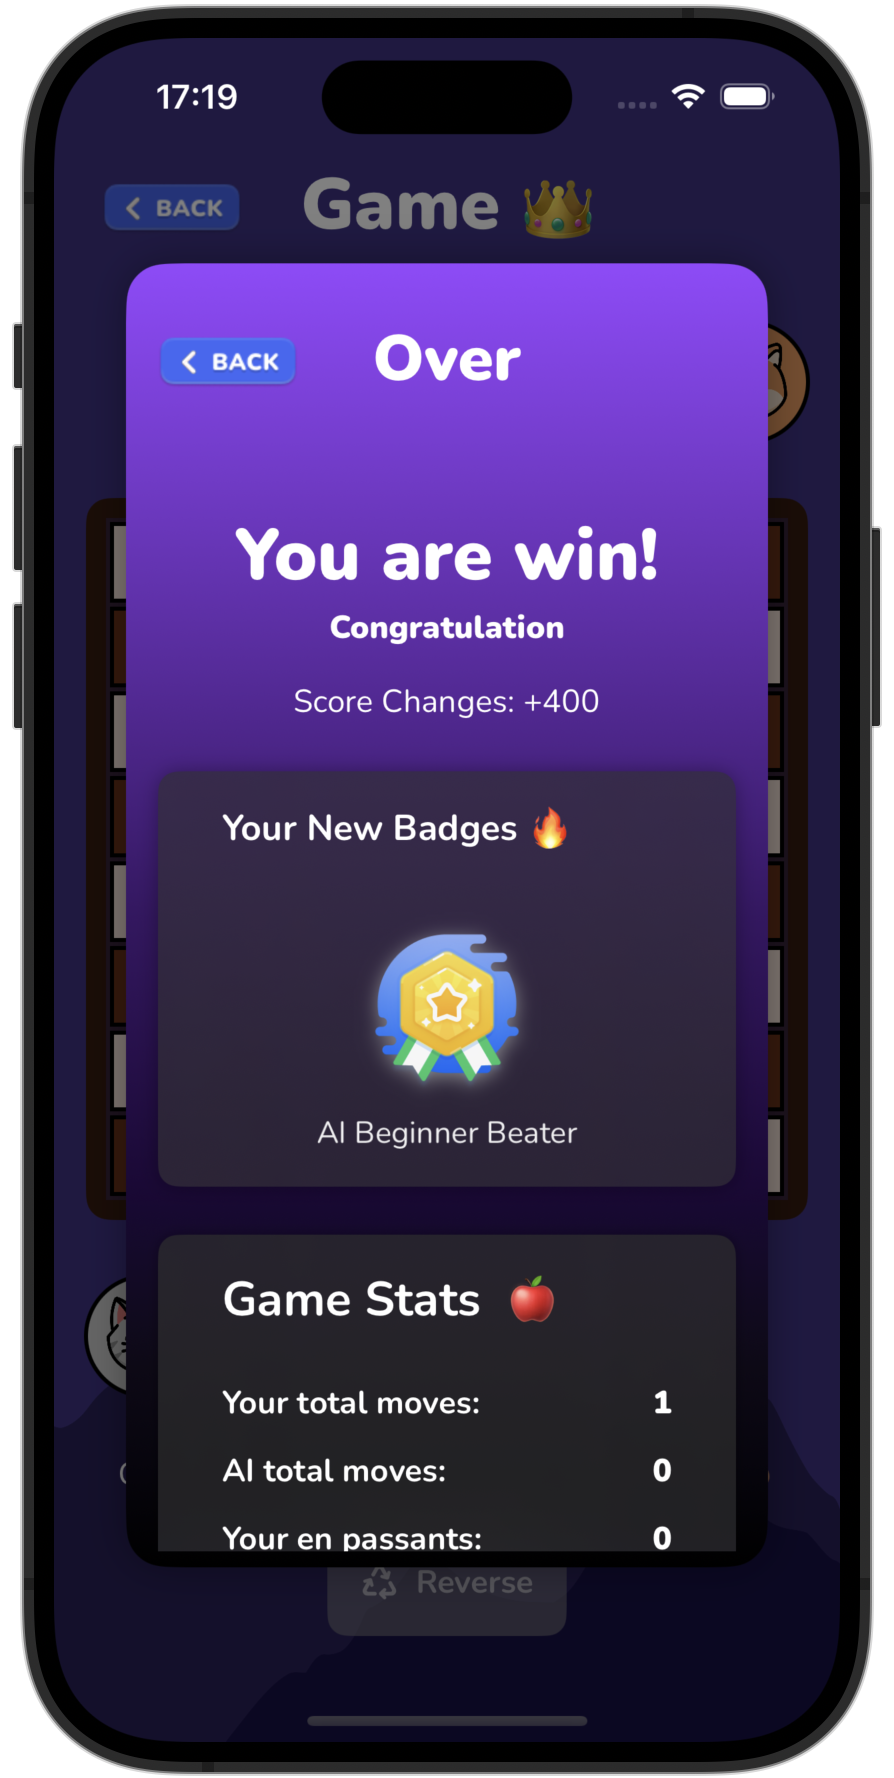 17:19
BACK
Game 👑
BACK
Over
You are win!
Congratulation
Score Changes: +400
Your New Badges 🔥
AI Beginner Beater
Game Stats 🍎
Your total moves: 1
AI total moves: 0
Your en passants: 0
Reverse